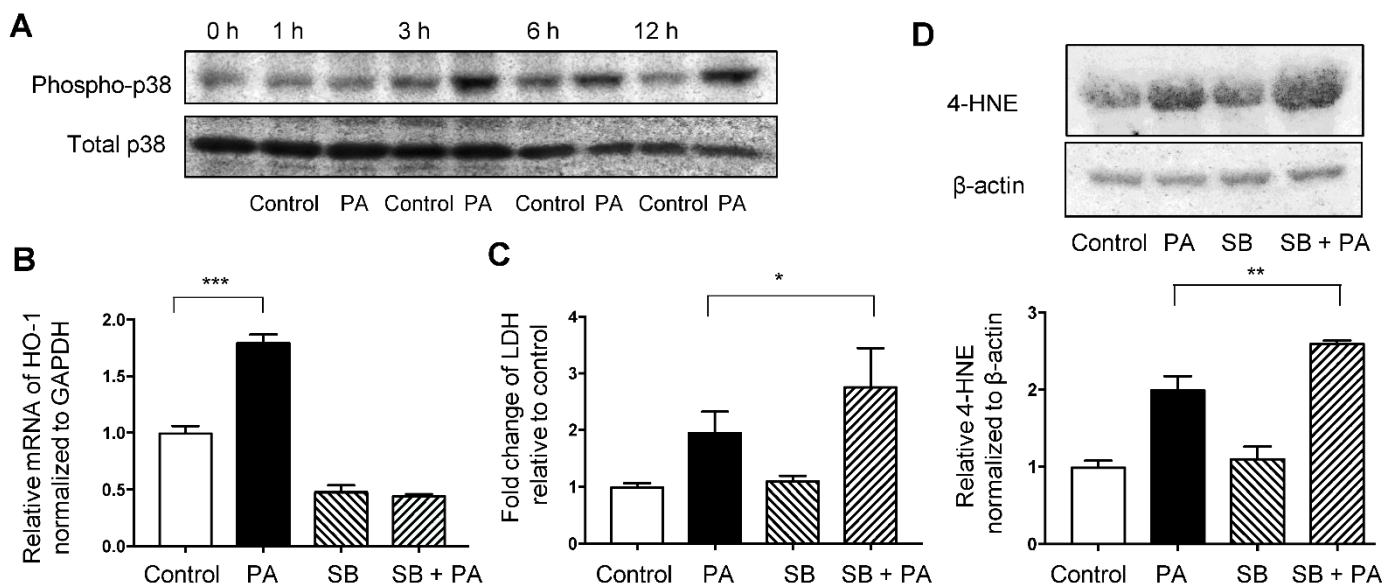 A
0 h 1 h 3 h 6 h 12 h
Phospho-p38
Total p38
Control PA Control PA Control PA Control PA
B
***
Relative mRNA of HO-1
normalized to GAPDH
2.0
1.5
1.0
0.5
0.0
Control PA SB SB + PA
C
*
Fold change of LDH
relative to control
4
3
2
1
0
Control PA SB SB + PA
D
4-HNE
β-actin
Control PA SB SB + PA
**
Relative 4-HNE
normalized to β-actin
3
2
1
0
Control PA SB SB + PA